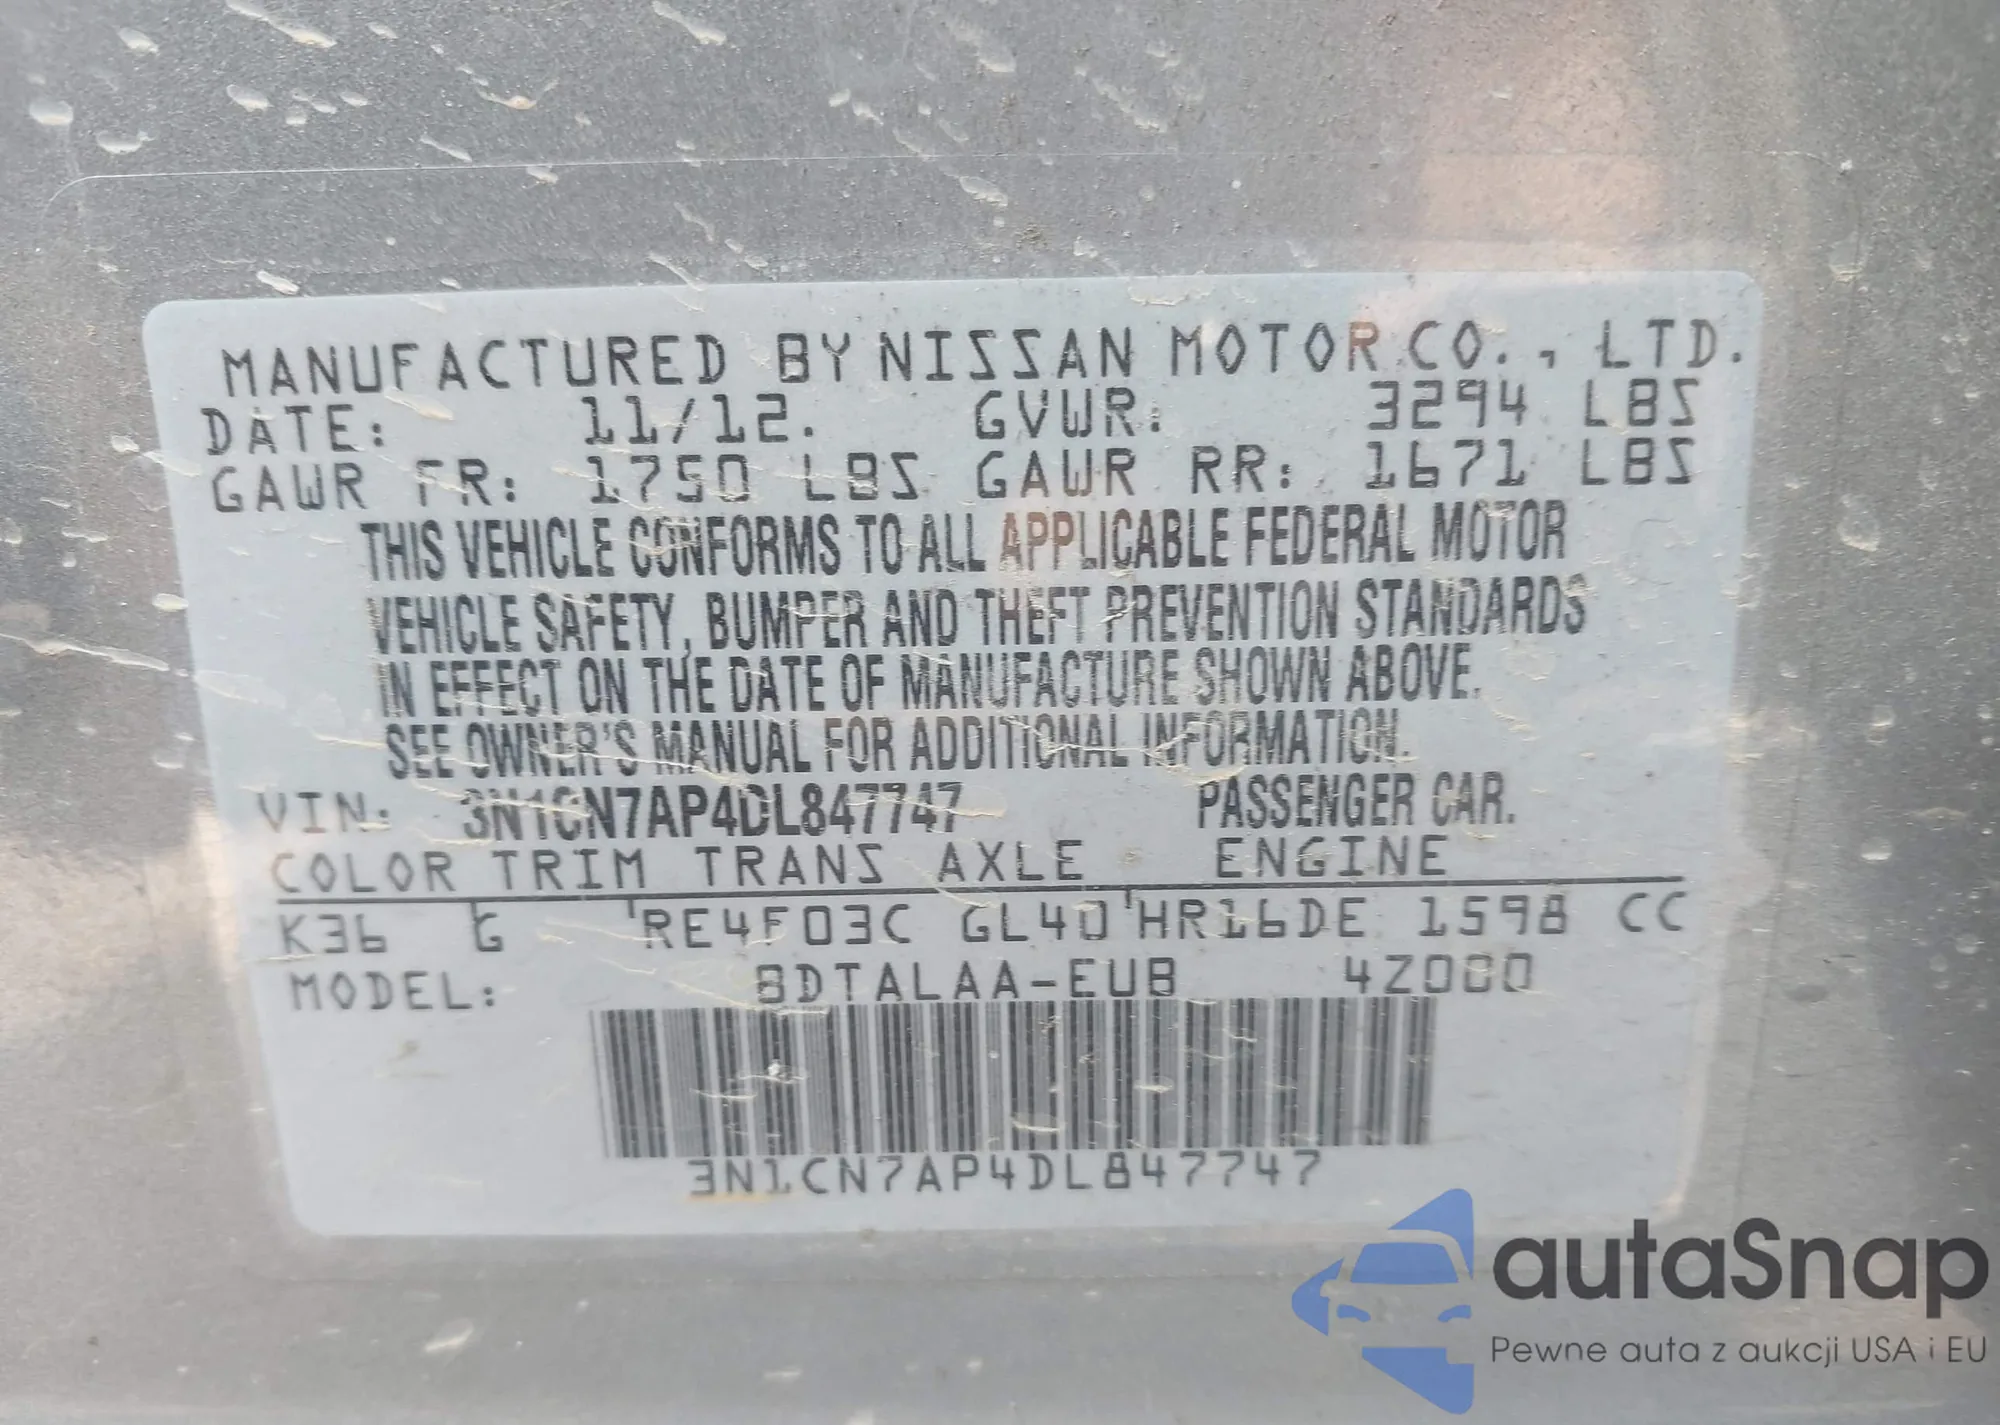 MANUFACTURED BY NISSAN MOTOR CO., LTD.
DATE: 11/12. GVWR: 3294 LBS
GAWR FR: 1750 LBS GAWR RR: 1671 LBS
THIS VEHICLE CONFORMS TO ALL APPLICABLE FEDERAL MOTOR
VEHICLE SAFETY, BUMPER AND THEFT PREVENTION STANDARDS
IN EFFECT ON THE DATE OF MANUFACTURE SHOWN ABOVE.
SEE OWNER'S MANUAL FOR ADDITIONAL INFORMATION.
VIN: 3N1CN7AP4DL847747 PASSENGER CAR.
COLOR TRIM TRANS AXLE ENGINE
K36 G RE4F03C GL40 HR16DE 1598 CC
MODEL: BDTALAA-EUB 4Z000
3N1CN7AP4DL847747
autaSnap
Pewne auta z aukcji USA i EU